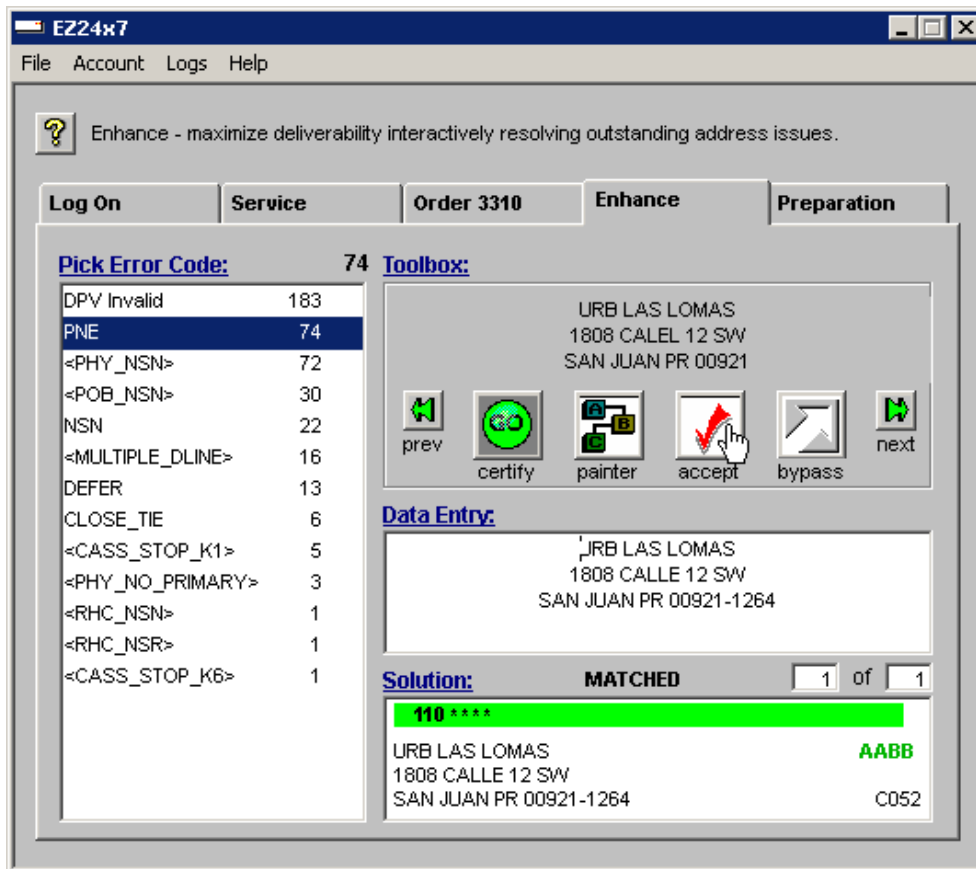 EZ24x7
File Account Logs Help
Enhance - maximize deliverability interactively resolving outstanding address issues.
Log On Service Order 3310 Enhance Preparation
Pick Error Code: 74
DPV Invalid 183
PNE 74
<PHY_NSN> 72
<POB_NSN> 30
NSN 22
<MULTIPLE_DLINE> 16
DEFER 13
CLOSE_TIE 6
<CASS_STOP_K1> 5
<PHY_NO_PRIMARY> 3
<RHC_NSN> 1
<RHC_NSR> 1
<CASS_STOP_K6> 1
Toolbox:
URB LAS LOMAS
1808 CALEL 12 SW
SAN JUAN PR 00921
GO A B C
prev certify painter accept bypass next
Data Entry:
URB LAS LOMAS
1808 CALLE 12 SW
SAN JUAN PR 00921-1264
Solution: MATCHED 1 of 1
110 ****
URB LAS LOMAS AABB
1808 CALLE 12 SW
SAN JUAN PR 00921-1264 C052